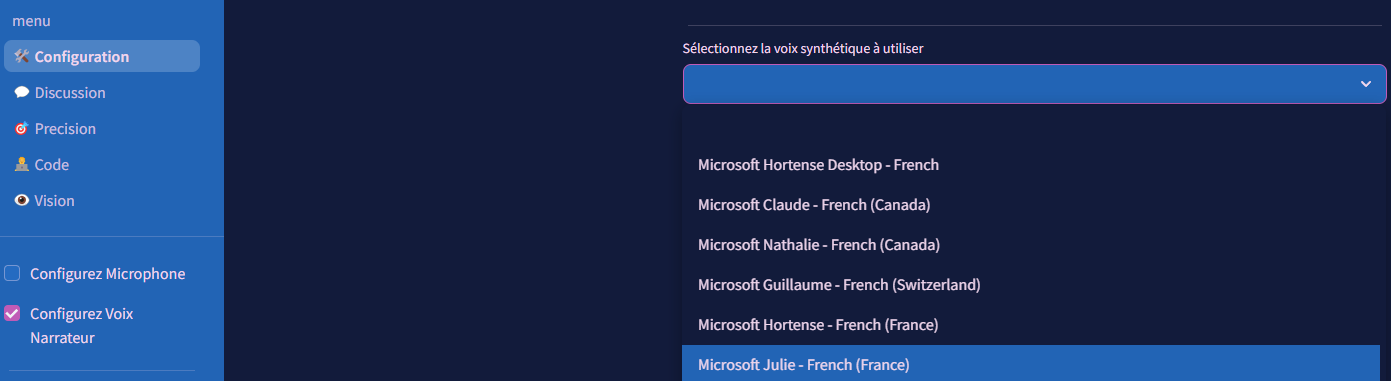 menu
Configuration
Discussion
Precision
Code
Vision
Configurez Microphone
Configurez Voix
Narrateur
Sélectionnez la voix synthétique à utiliser
Microsoft Hortense Desktop - French
Microsoft Claude - French (Canada)
Microsoft Nathalie - French (Canada)
Microsoft Guillaume - French (Switzerland)
Microsoft Hortense - French (France)
Microsoft Julie - French (France)